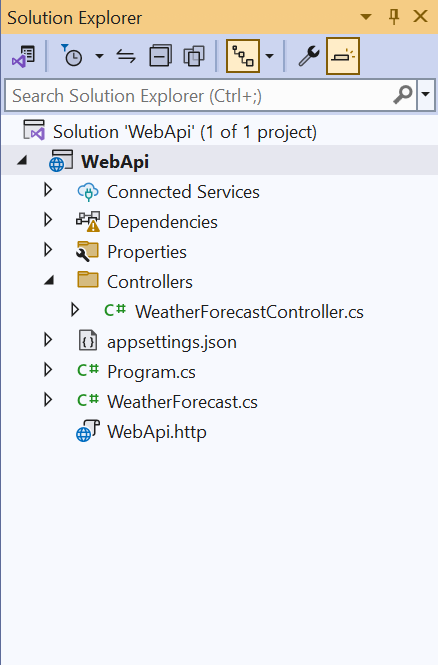 Solution Explorer
Search Solution Explorer (Ctrl+;)
Solution 'WebApi' (1 of 1 project)
WebApi
Connected Services
Dependencies
Properties
Controllers
C# WeatherForecastController.cs
appsettings.json
C# Program.cs
C# WeatherForecast.cs
WebApi.http